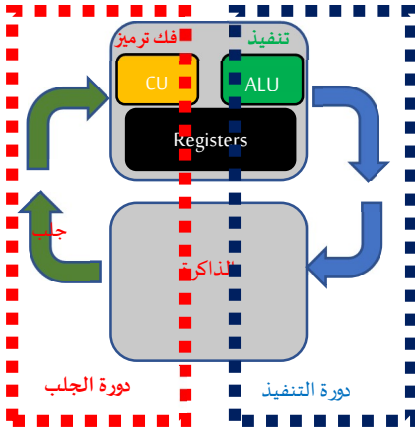 فك ترميز
تنفيذ
CU
ALU
Registers
جلب
الذاكرة
دورة الجلب
دورة التنفيذ